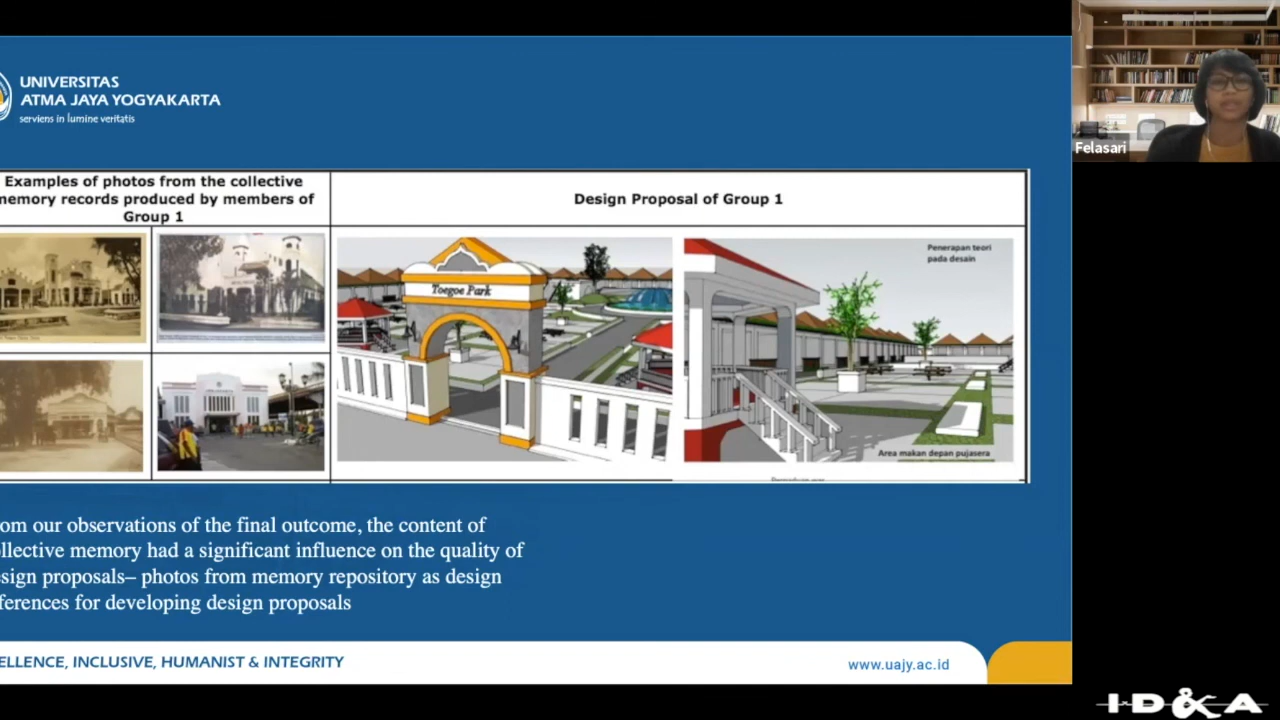 UNIVERSITAS
ATMA JAYA YOGYAKARTA
serviens in lumine veritatis
Felasari
Examples of photos from the collective
memory records produced by members of
Group 1
Design Proposal of Group 1
Toegoe Park
Penerapan teori
pada desain
Area makan depan pujasera
om our observations of the final outcome, the content of
ollective memory had a significant influence on the quality of
esign proposals– photos from memory repository as design
ferences for developing design proposals
ELLENCE, INCLUSIVE, HUMANIST & INTEGRITY
www.uajy.ac.id
ID&A